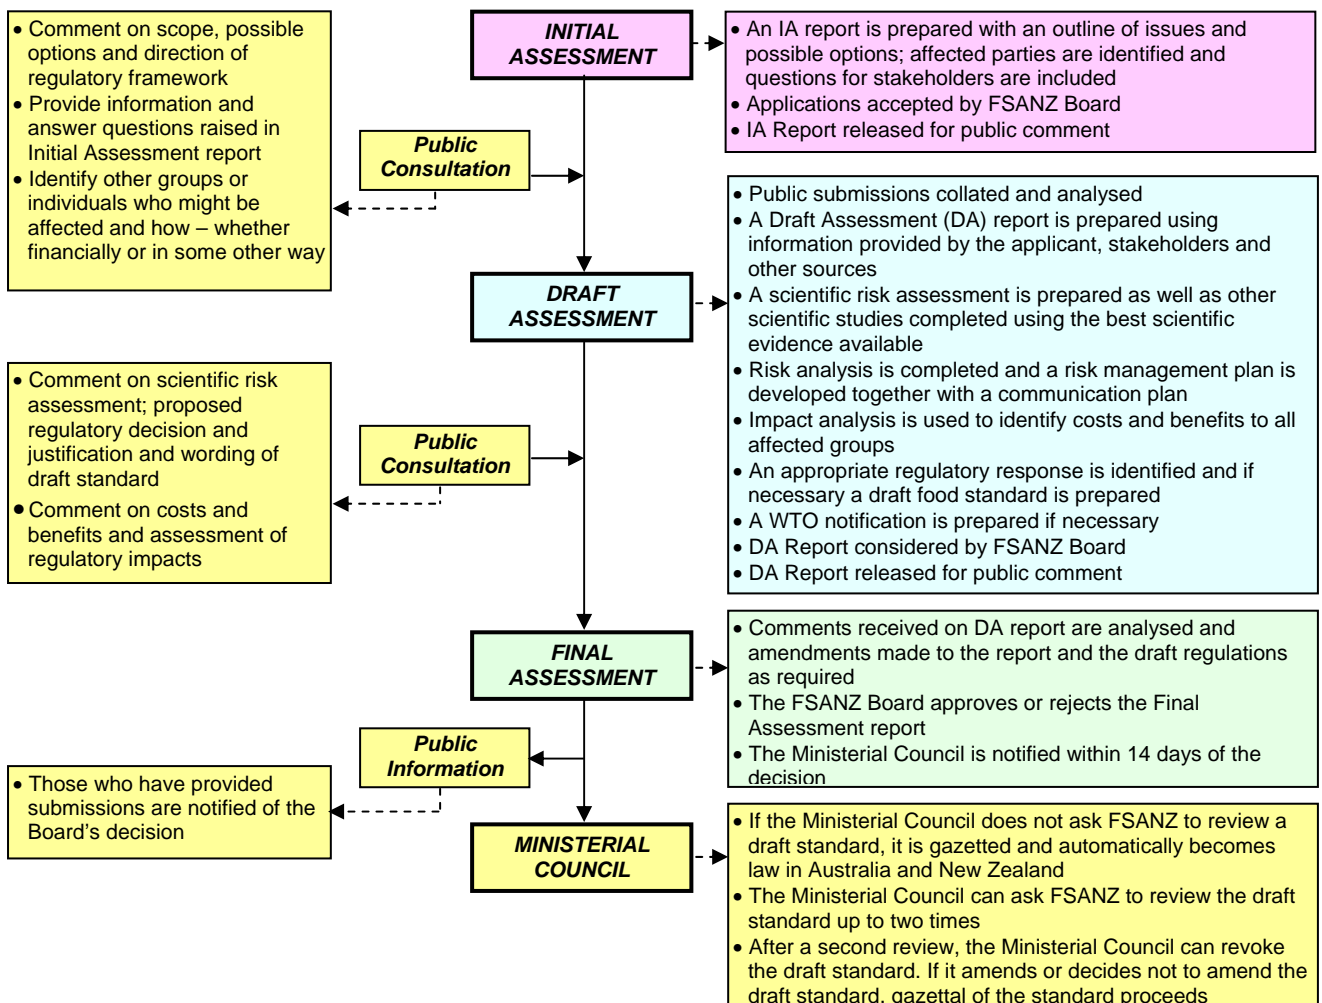 • Comment on scope, possible
options and direction of
regulatory framework
• Provide information and
answer questions raised in
Initial Assessment report
• Identify other groups or
individuals who might be
affected and how – whether
financially or in some other way
INITIAL
ASSESSMENT
• An IA report is prepared with an outline of issues and
possible options; affected parties are identified and
questions for stakeholders are included
• Applications accepted by FSANZ Board
• IA Report released for public comment
Public
Consultation
DRAFT
ASSESSMENT
• Public submissions collated and analysed
• A Draft Assessment (DA) report is prepared using
information provided by the applicant, stakeholders and
other sources
• A scientific risk assessment is prepared as well as other
scientific studies completed using the best scientific
evidence available
• Risk analysis is completed and a risk management plan is
developed together with a communication plan
• Impact analysis is used to identify costs and benefits to all
affected groups
• An appropriate regulatory response is identified and if
necessary a draft food standard is prepared
• A WTO notification is prepared if necessary
• DA Report considered by FSANZ Board
• DA Report released for public comment
• Comment on scientific risk
assessment; proposed
regulatory decision and
justification and wording of
draft standard
• Comment on costs and
benefits and assessment of
regulatory impacts
Public
Consultation
FINAL
ASSESSMENT
• Comments received on DA report are analysed and
amendments made to the report and the draft regulations
as required
• The FSANZ Board approves or rejects the Final
Assessment report
• The Ministerial Council is notified within 14 days of the
decision
Public
Information
• Those who have provided
submissions are notified of the
Board's decision
MINISTERIAL
COUNCIL
• If the Ministerial Council does not ask FSANZ to review a
draft standard, it is gazetted and automatically becomes
law in Australia and New Zealand
• The Ministerial Council can ask FSANZ to review the draft
standard up to two times
• After a second review, the Ministerial Council can revoke
the draft standard. If it amends or decides not to amend the
draft standard, gazettal of the standard proceeds